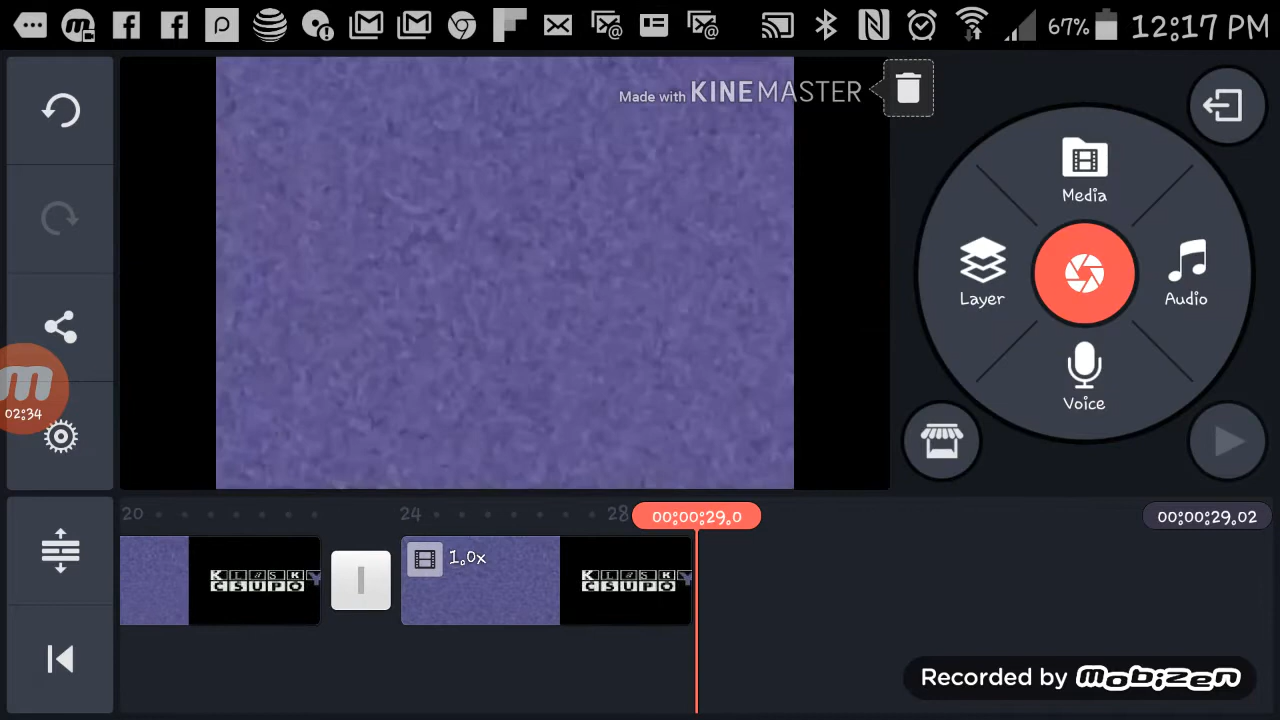 67% 12:17 PM
Made with KINEMASTER
Media
Layer
Audio
Voice
02:34
20
24
28
00:00:29.0
00:00:29.02
1.0x
KLASKY
CSUPO
KLASKY
CSUPO
Recorded by mobizen